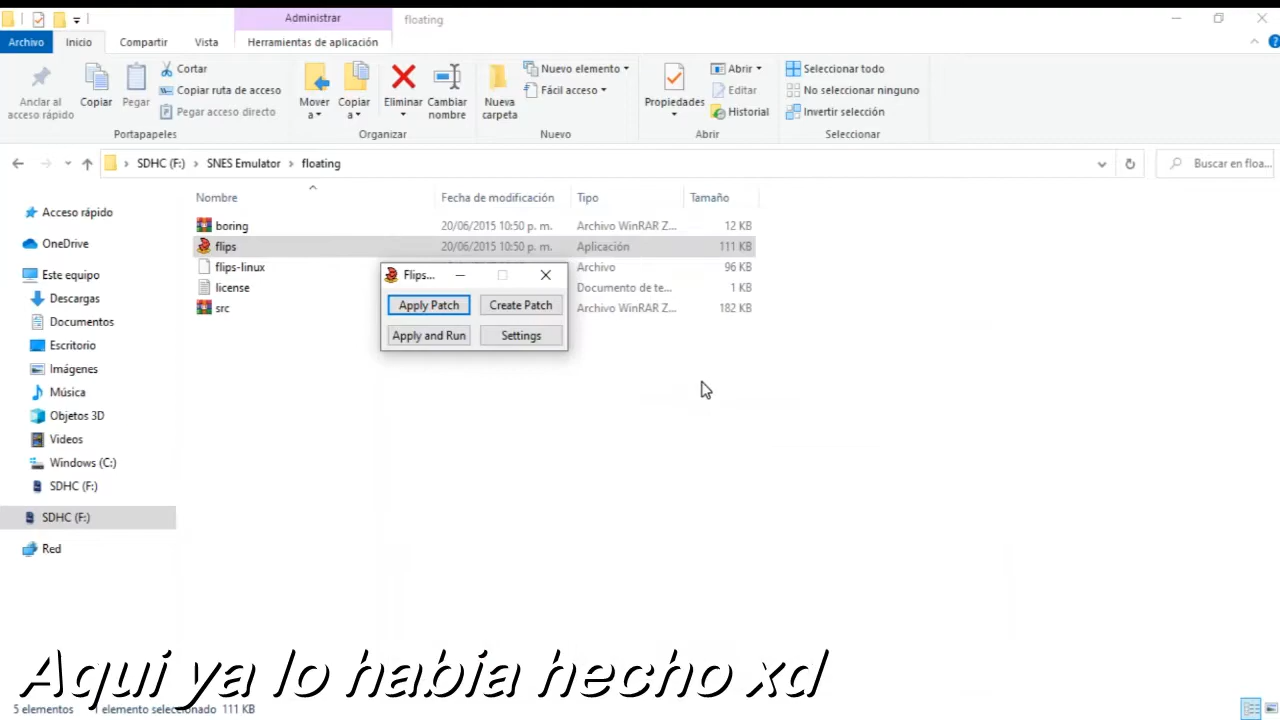 Administrar
floating
Archivo
Inicio
Compartir
Vista
Herramientas de aplicación
Anclar al
acceso rápido
Copiar
Pegar
Cortar
Copiar ruta de acceso
Pegar acceso directo
Portapapeles
Mover
a
Copiar
a
Eliminar
Cambiar
nombre
Organizar
Nueva
carpeta
Nuevo elemento
Fácil acceso
Nuevo
Propiedades
Abrir
Editar
Historial
Abrir
Seleccionar todo
No seleccionar ninguno
Invertir selección
Seleccionar
SDHC (F:) › SNES Emulator › floating
Buscar en floa...
Nombre Fecha de modificación Tipo Tamaño
boring 20/06/2015 10:50 p. m. Archivo WinRAR Z... 12 KB
flips 20/06/2015 10:50 p. m. Aplicación 111 KB
flips-linux Archivo 96 KB
license Documento de te... 1 KB
src Archivo WinRAR Z... 182 KB
Acceso rápido
OneDrive
Este equipo
Descargas
Documentos
Escritorio
Imágenes
Música
Objetos 3D
Videos
Windows (C:)
SDHC (F:)
SDHC (F:)
Red
Flips...
Apply Patch Create Patch
Apply and Run Settings
Aqui ya lo habia hecho xd
5 elementos 1 elemento seleccionado 111 KB